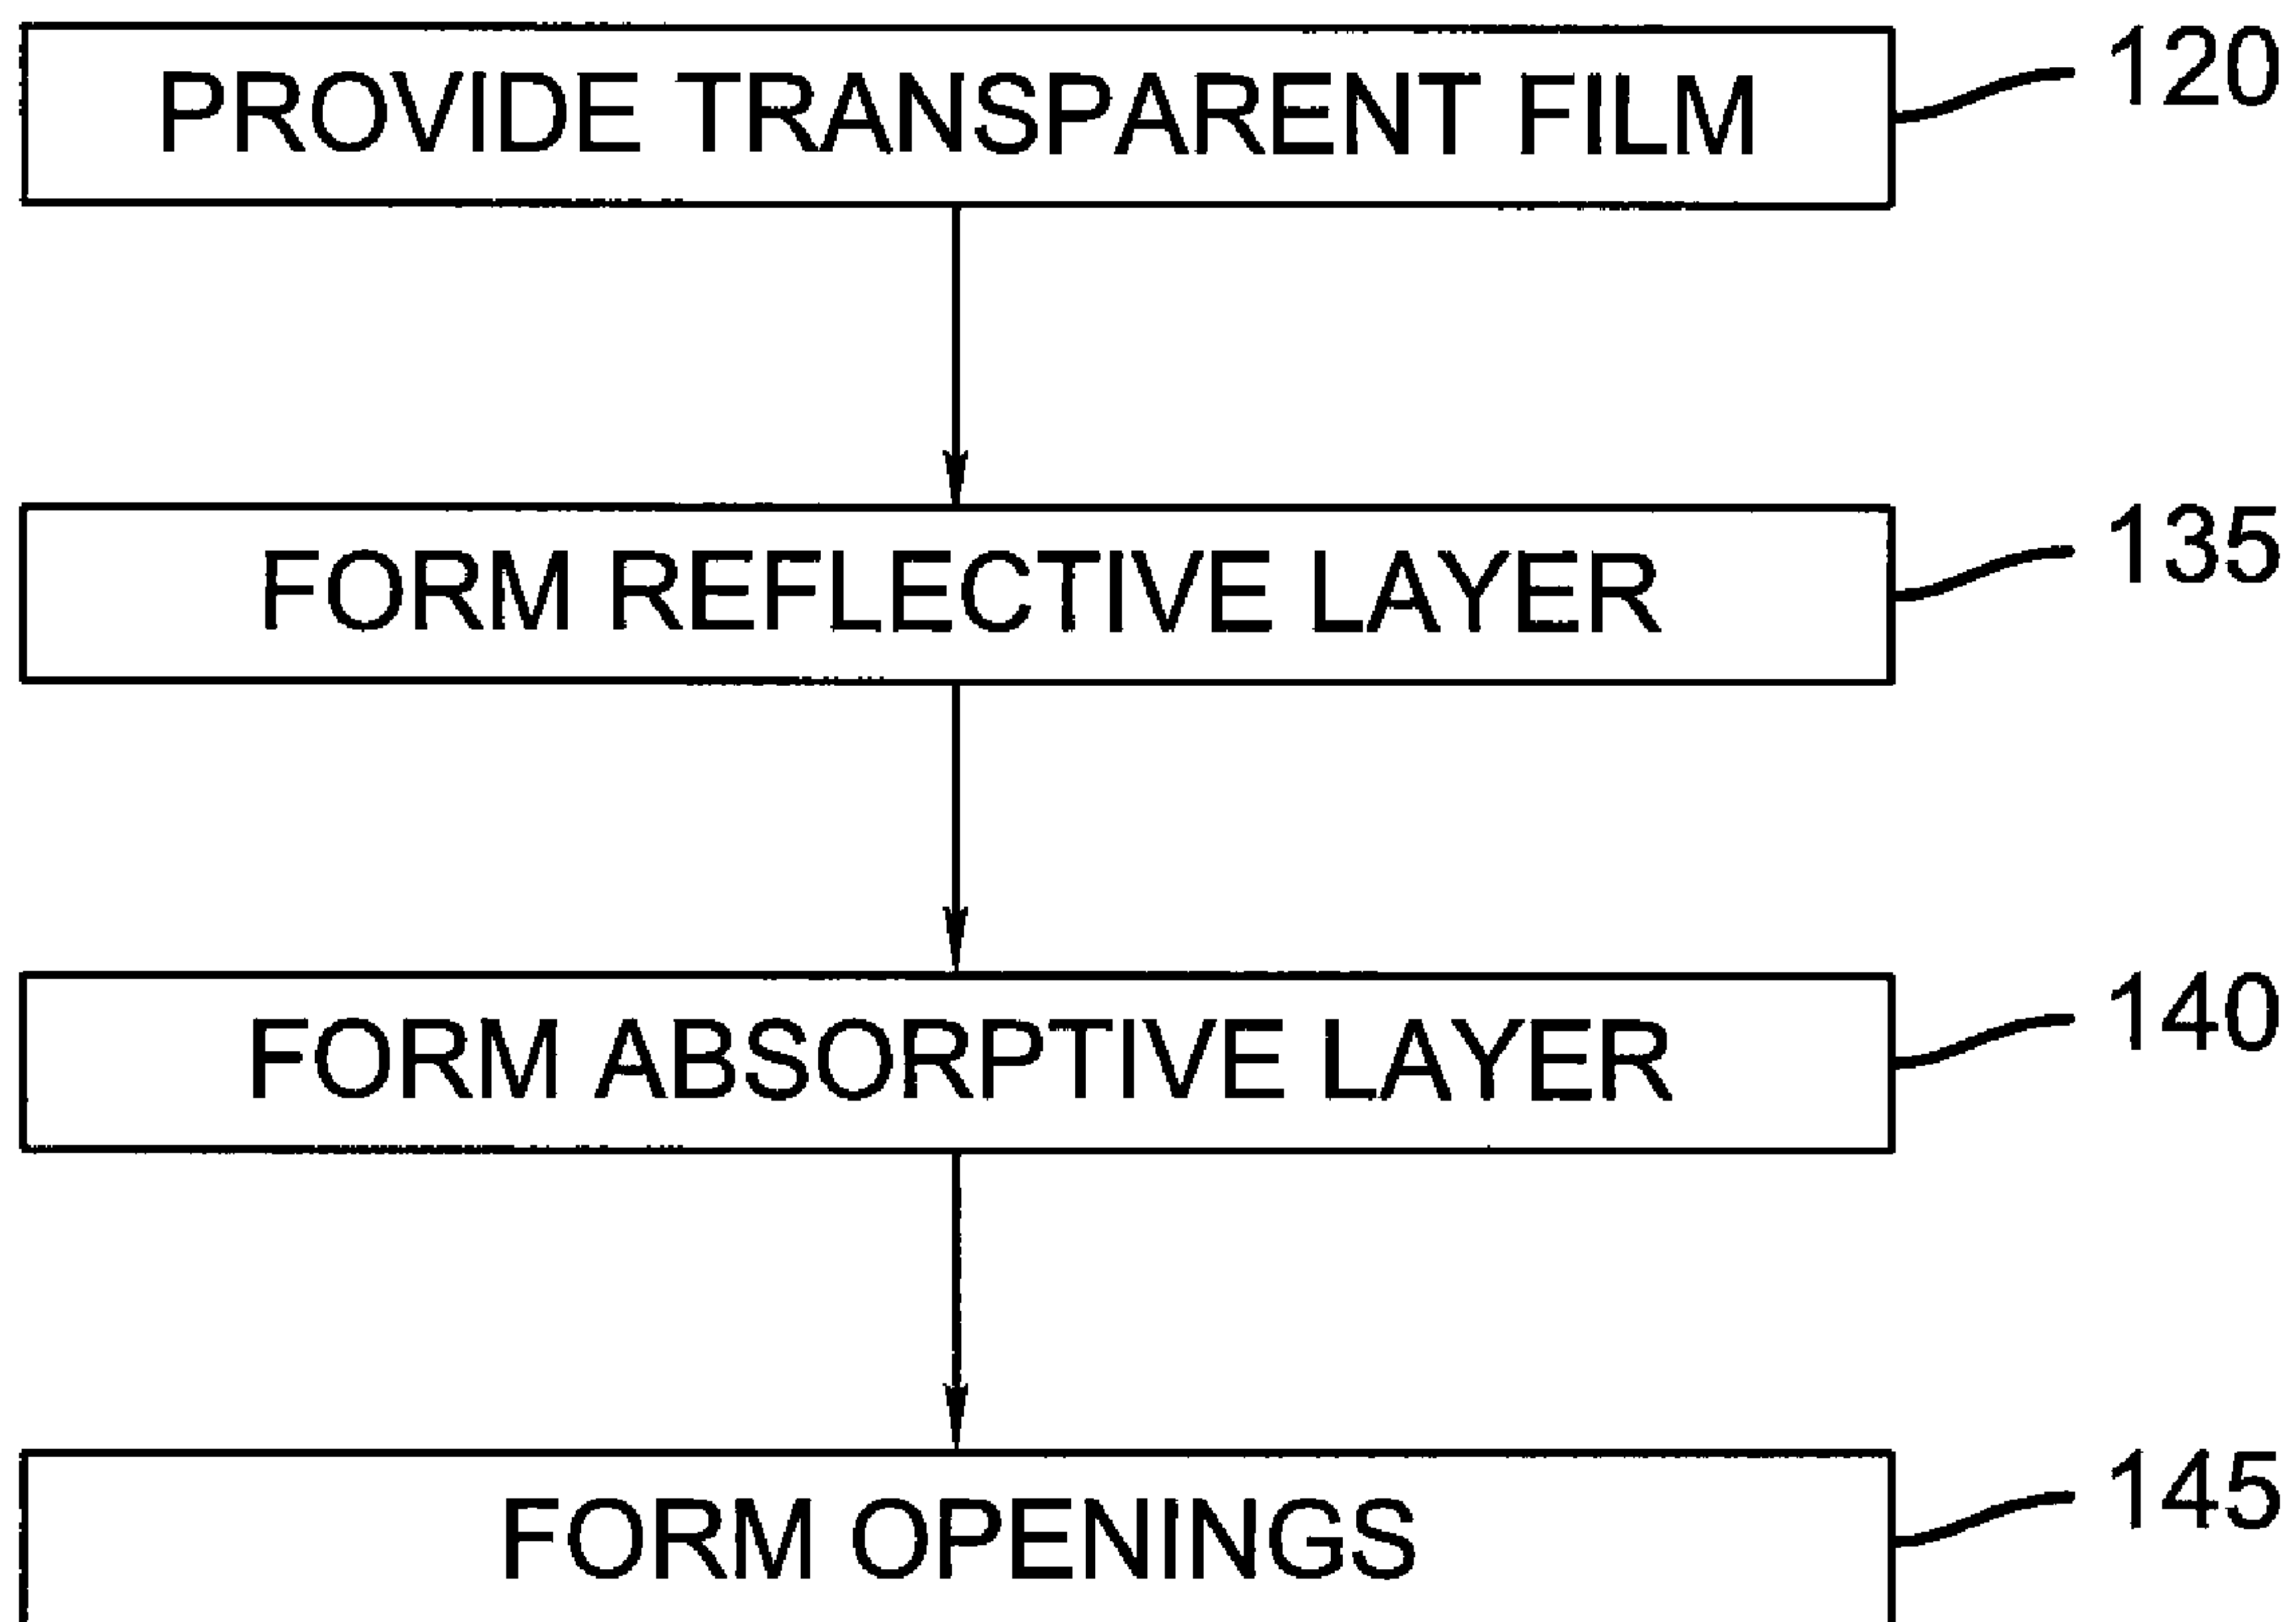 PROVIDE TRANSPARENT FILM 120
FORM REFLECTIVE LAYER 135
FORM ABSORPTIVE LAYER 140
FORM OPENINGS 145